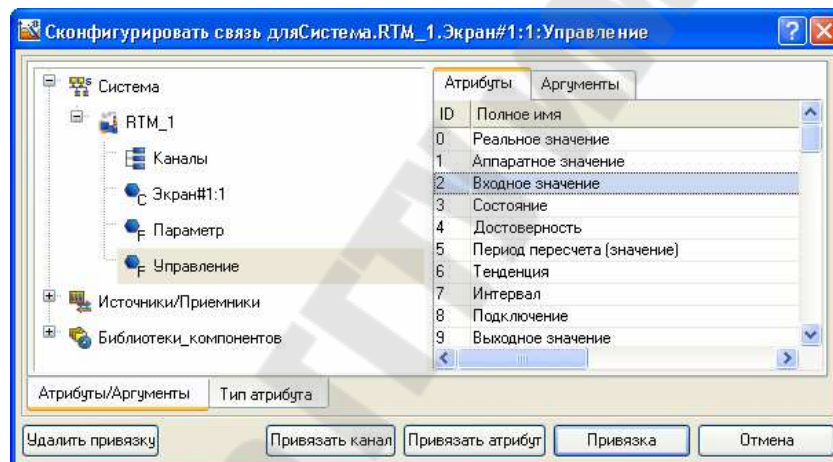 Сконфигурировать связь дляСистема.RTM_1.Экран#1:1:Управление
Система
RTM_1
Каналы
Экран#1:1
Параметр
Управление
Источники/Приемники
Библиотеки_компонентов
Атрибуты/Аргументы Тип атрибута
Атрибуты Аргументы
ID Полное имя
0 Реальное значение
1 Аппаратное значение
2 Входное значение
3 Состояние
4 Достоверность
5 Период пересчета (значение)
6 Тенденция
7 Интервал
8 Подключение
9 Выходное значение
Удалить привязку Привязать канал Привязать атрибут Привязка Отмена